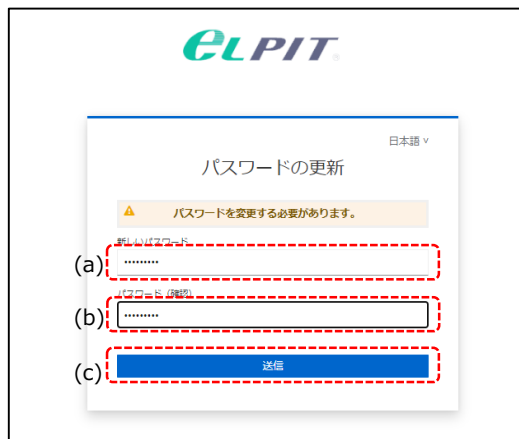 eLPIT
日本語 ∨
パスワードの更新
パスワードを変更する必要があります。
新しいパスワード
(a) •••••••••
パスワード（確認）
(b) •••••••••
(c) 送信